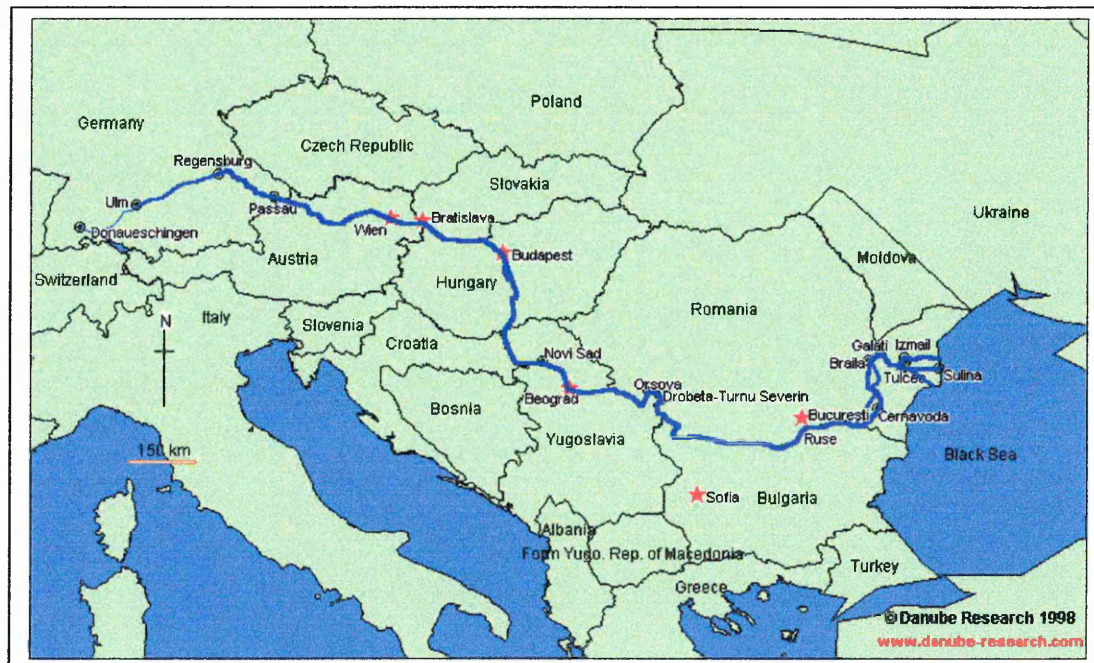 Poland
Germany
Czech Republic
Regensburg
Slovakia
Ulm
Passau
Bratislava
Ukraine
Donaueschingen
Wien
Budapest
Moldova
Austria
Switzerland
Hungary
Romania
Italy
N
Slovenia
Croatia
Galati
Izmail
Novi Sad
Braila
Tulcea
Sulina
Orsova
Drobeta-Turnu Severin
Beograd
Bosnia
Bucureşti
Cernavoda
Yugoslavia
Ruse
150 km
Black Sea
Sofia
Bulgaria
Albania
Form Yugo. Rep. of Macedonia
Turkey
Greece
©Danube Research 1998
www.danube-research.com